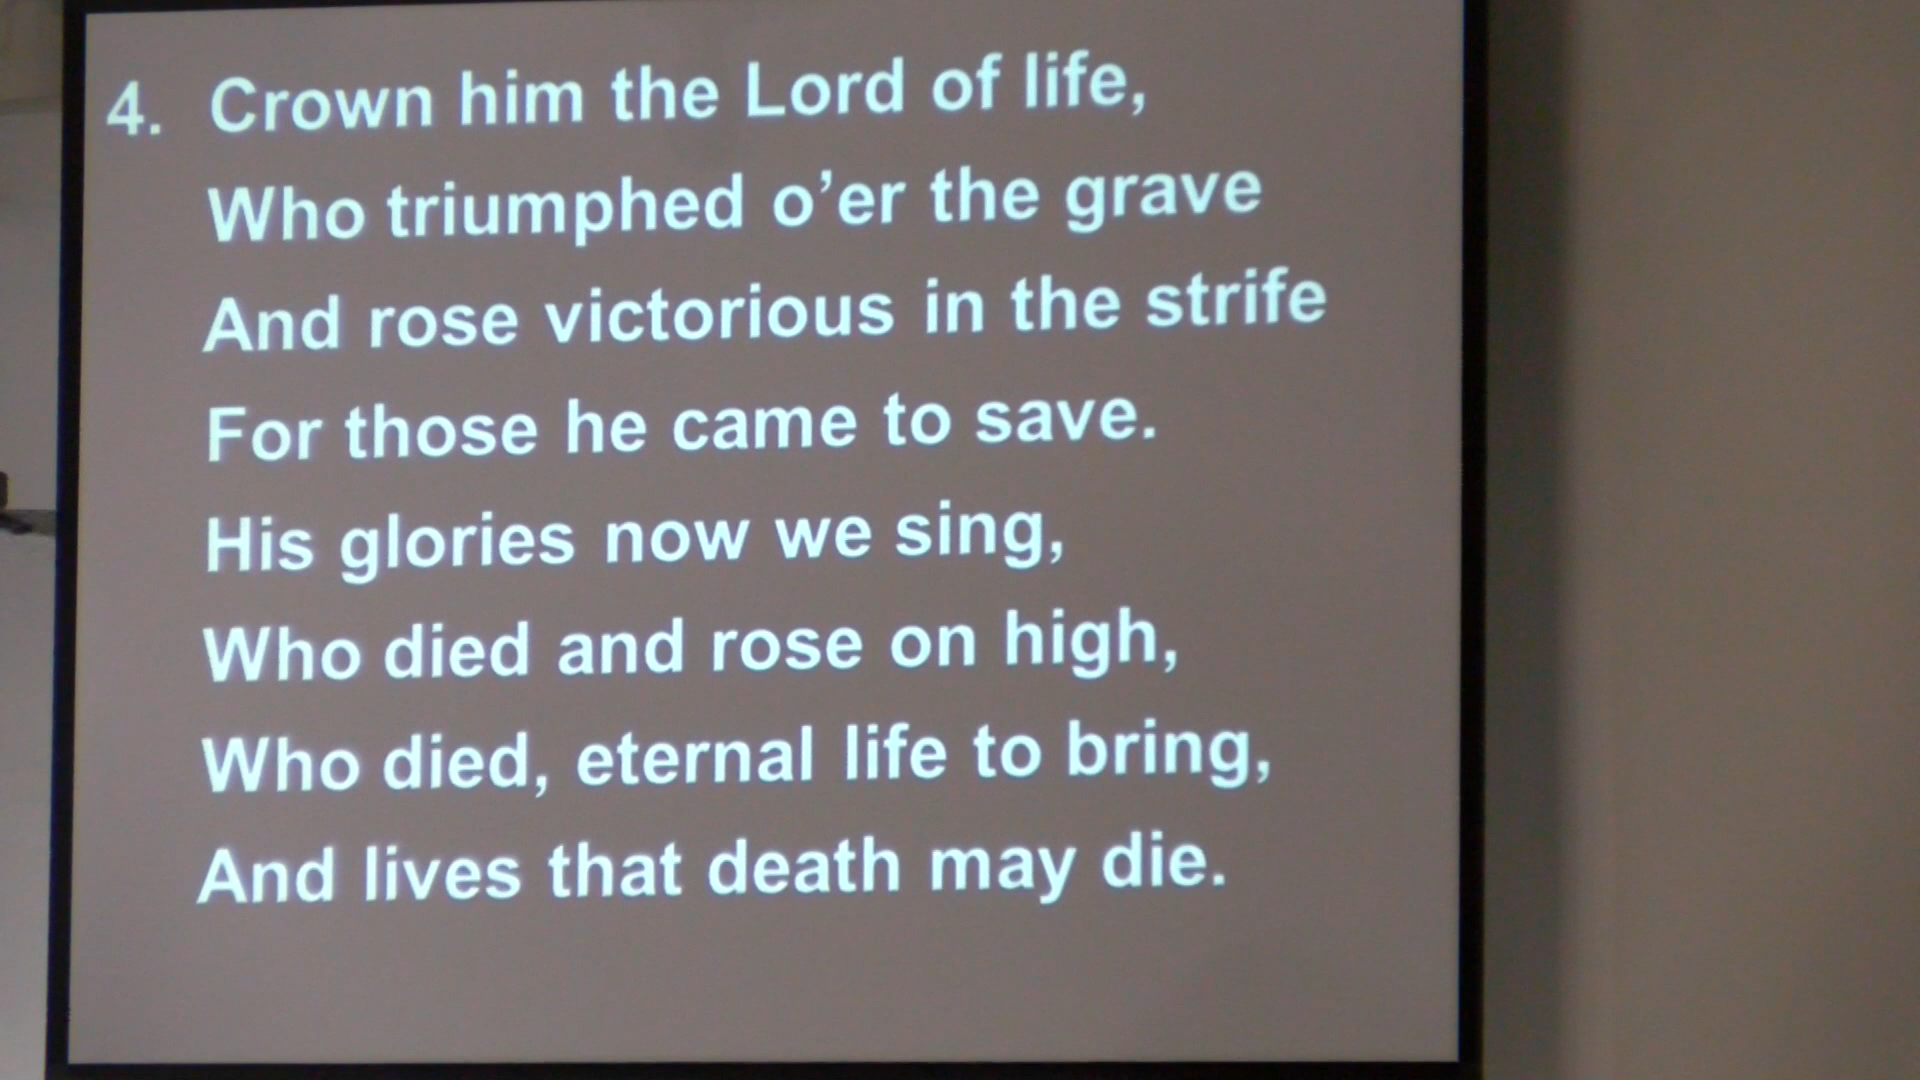 4. Crown him the Lord of life,
Who triumphed o’er the grave
And rose victorious in the strife
For those he came to save.
His glories now we sing,
Who died and rose on high,
Who died, eternal life to bring,
And lives that death may die.